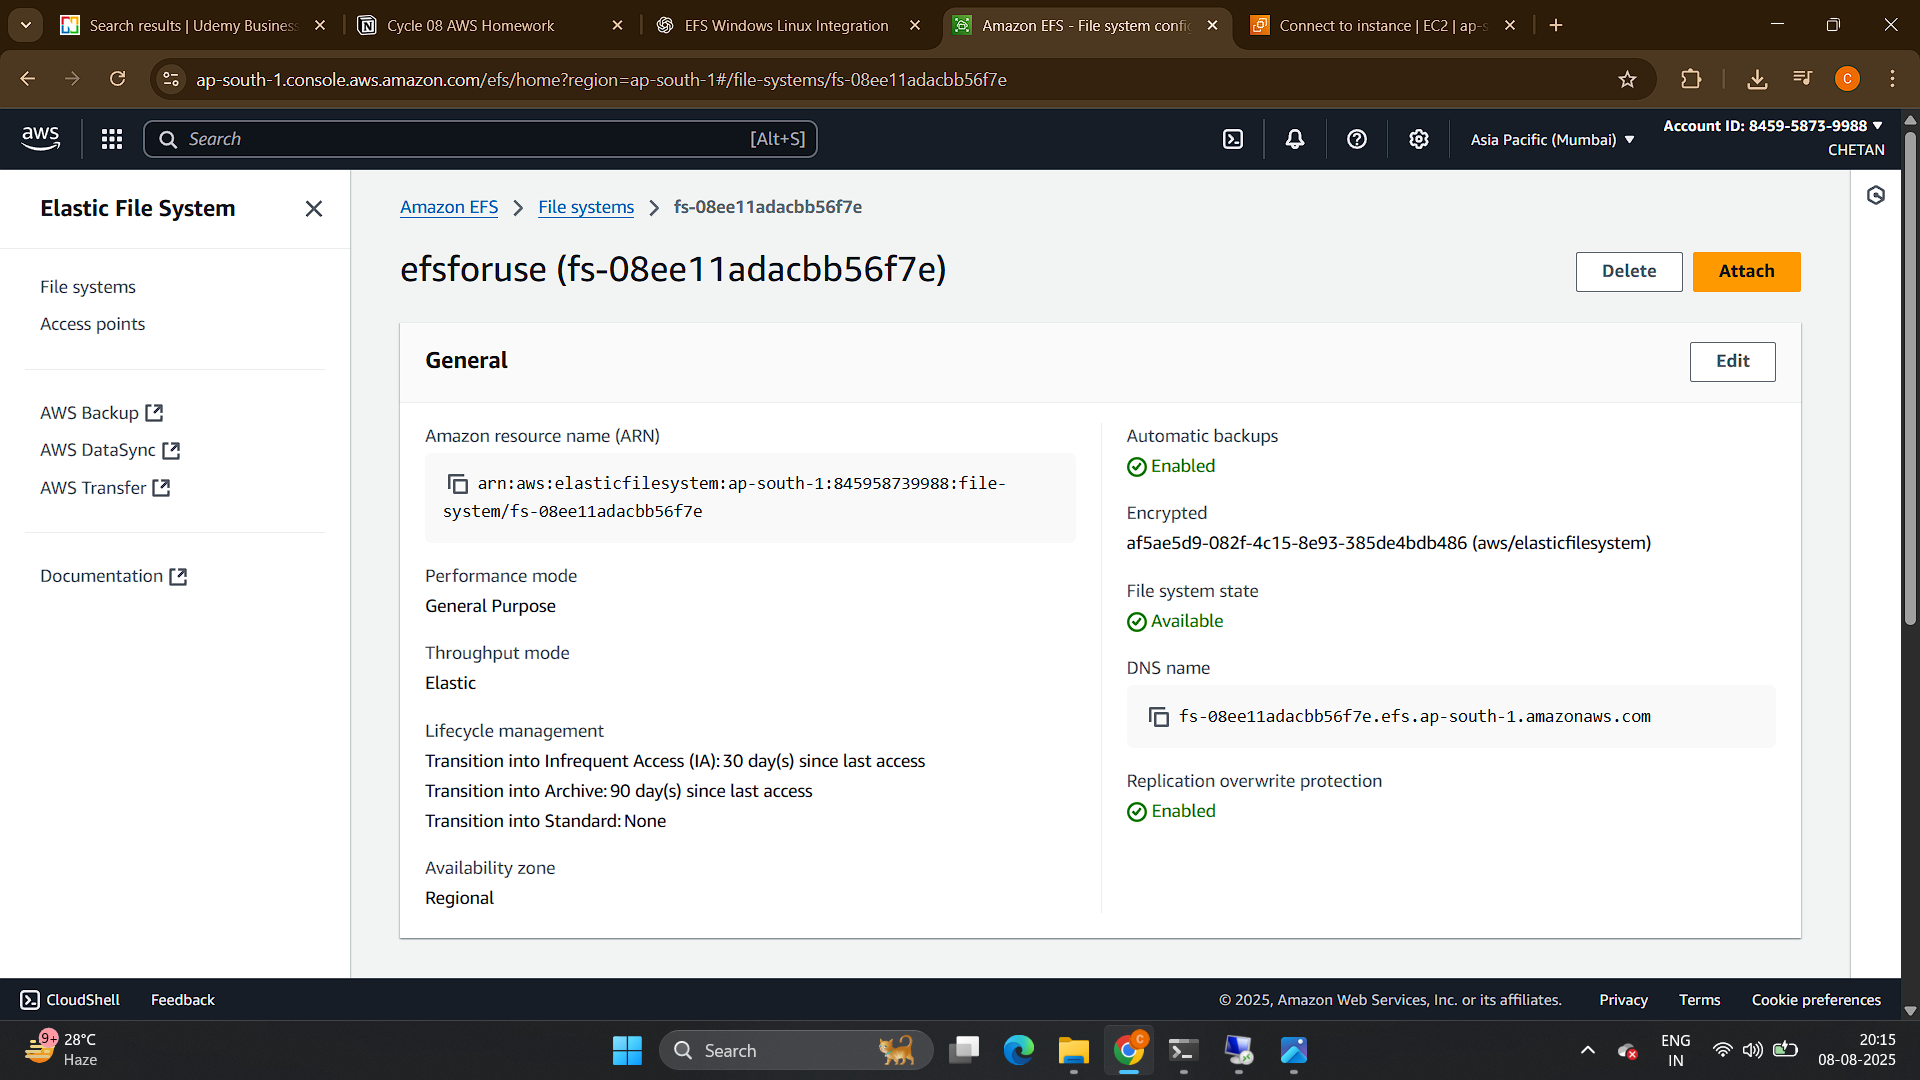 Search results | Udemy Business
Cycle 08 AWS Homework
EFS Windows Linux Integration
Amazon EFS - File system confi
Connect to instance | EC2 | ap-s
ap-south-1.console.aws.amazon.com/efs/home?region=ap-south-1#/file-systems/fs-08ee11adacbb56f7e
C
aws
Search
[Alt+S]
Asia Pacific (Mumbai)
Account ID: 8459-5873-9988
CHETAN
Elastic File System
File systems
Access points
AWS Backup
AWS DataSync
AWS Transfer
Documentation
Amazon EFS > File systems > fs-08ee11adacbb56f7e
efsforuse (fs-08ee11adacbb56f7e)
Delete
Attach
General
Edit
Amazon resource name (ARN)
arn:aws:elasticfilesystem:ap-south-1:845958739988:file-
system/fs-08ee11adacbb56f7e
Performance mode
General Purpose
Throughput mode
Elastic
Lifecycle management
Transition into Infrequent Access (IA): 30 day(s) since last access
Transition into Archive: 90 day(s) since last access
Transition into Standard: None
Availability zone
Regional
Automatic backups
Enabled
Encrypted
af5ae5d9-082f-4c15-8e93-385de4bdb486 (aws/elasticfilesystem)
File system state
Available
DNS name
fs-08ee11adacbb56f7e.efs.ap-south-1.amazonaws.com
Replication overwrite protection
Enabled
CloudShell
Feedback
© 2025, Amazon Web Services, Inc. or its affiliates.
Privacy
Terms
Cookie preferences
9+
28°C
Haze
Search
C
ENG
IN
20:15
08-08-2025